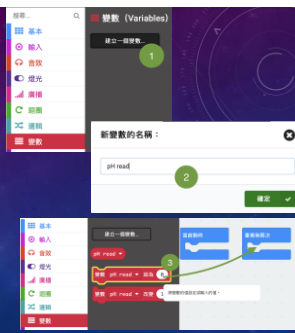 搜尋...
變數 (Variables)
基本
輸入
音效
燈光
廣播
迴圈
邏輯
變數
建立一個變數...
1
新變數的名稱：
pH read
2
確定
基本
輸入
音效
燈光
廣播
迴圈
邏輯
變數
建立一個變數...
pH read
變數 pH read 設為
變數 pH read 改變 1
3
當啟動時
重複無限次